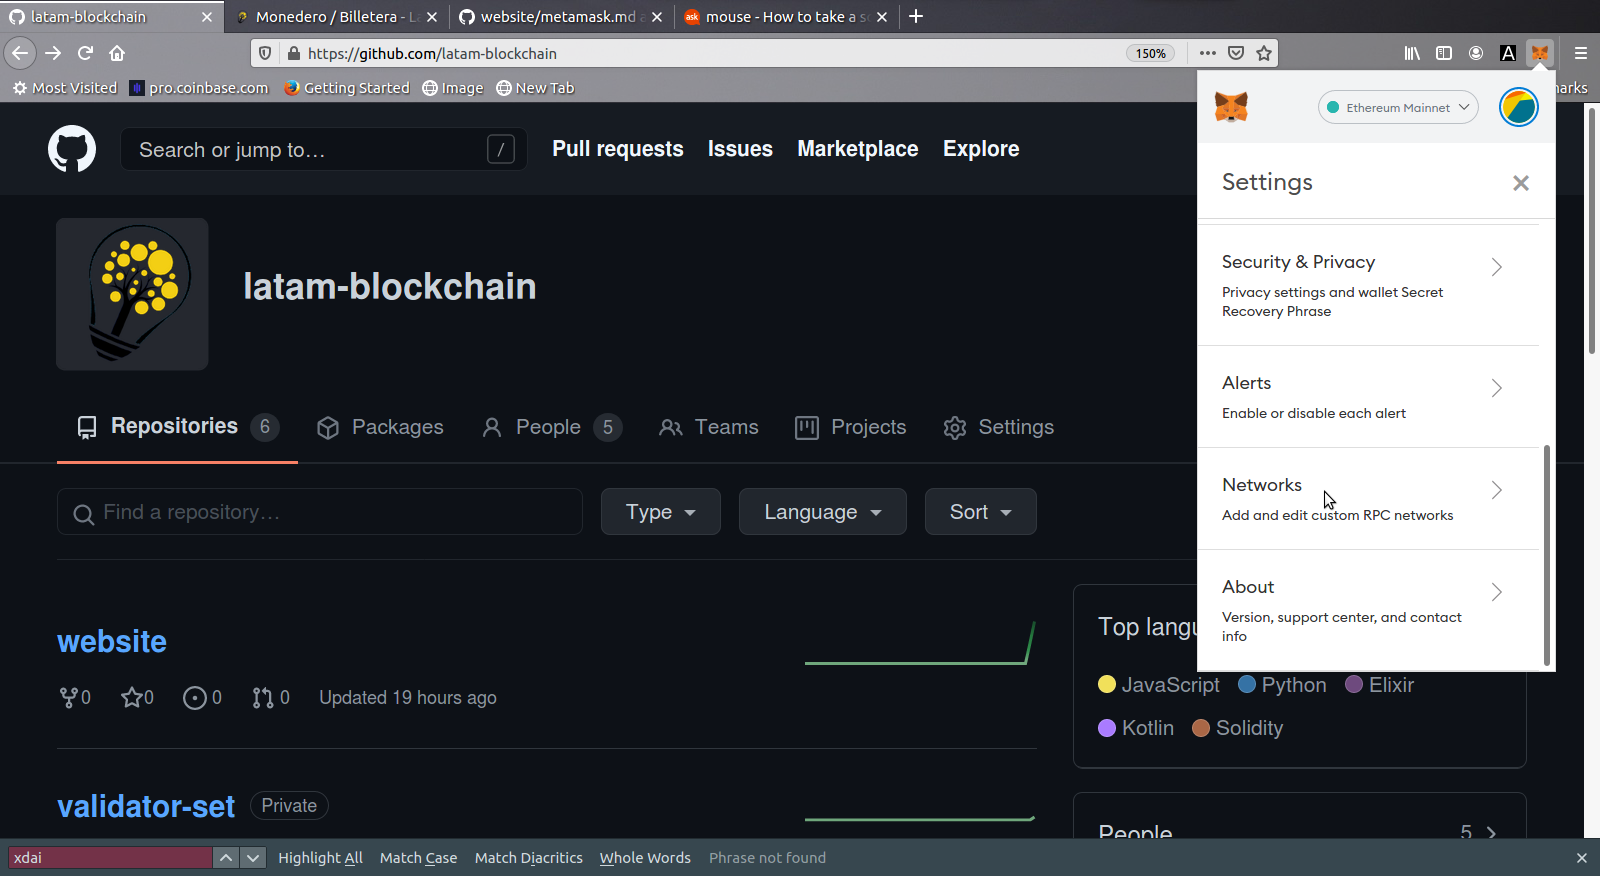 latam-blockchain
Monedero / Billetera - L
website/metamask.md
mouse - How to take a s
https://github.com/latam-blockchain
150%
A
Most Visited
pro.coinbase.com
Getting Started
Image
New Tab
Search or jump to…
/
Pull requests
Issues
Marketplace
Explore
latam-blockchain
Repositories 6
Packages
People 5
Teams
Projects
Settings
Find a repository…
Type
Language
Sort
website
0
0
0
0
Updated 19 hours ago
validator-set
Private
Top langu
JavaScript
Python
Elixir
Kotlin
Solidity
People
5
Ethereum Mainnet
Settings
Security & Privacy
Privacy settings and wallet Secret
Recovery Phrase
Alerts
Enable or disable each alert
Networks
Add and edit custom RPC networks
About
Version, support center, and contact
info
xdai
Highlight All
Match Case
Match Diacritics
Whole Words
Phrase not found